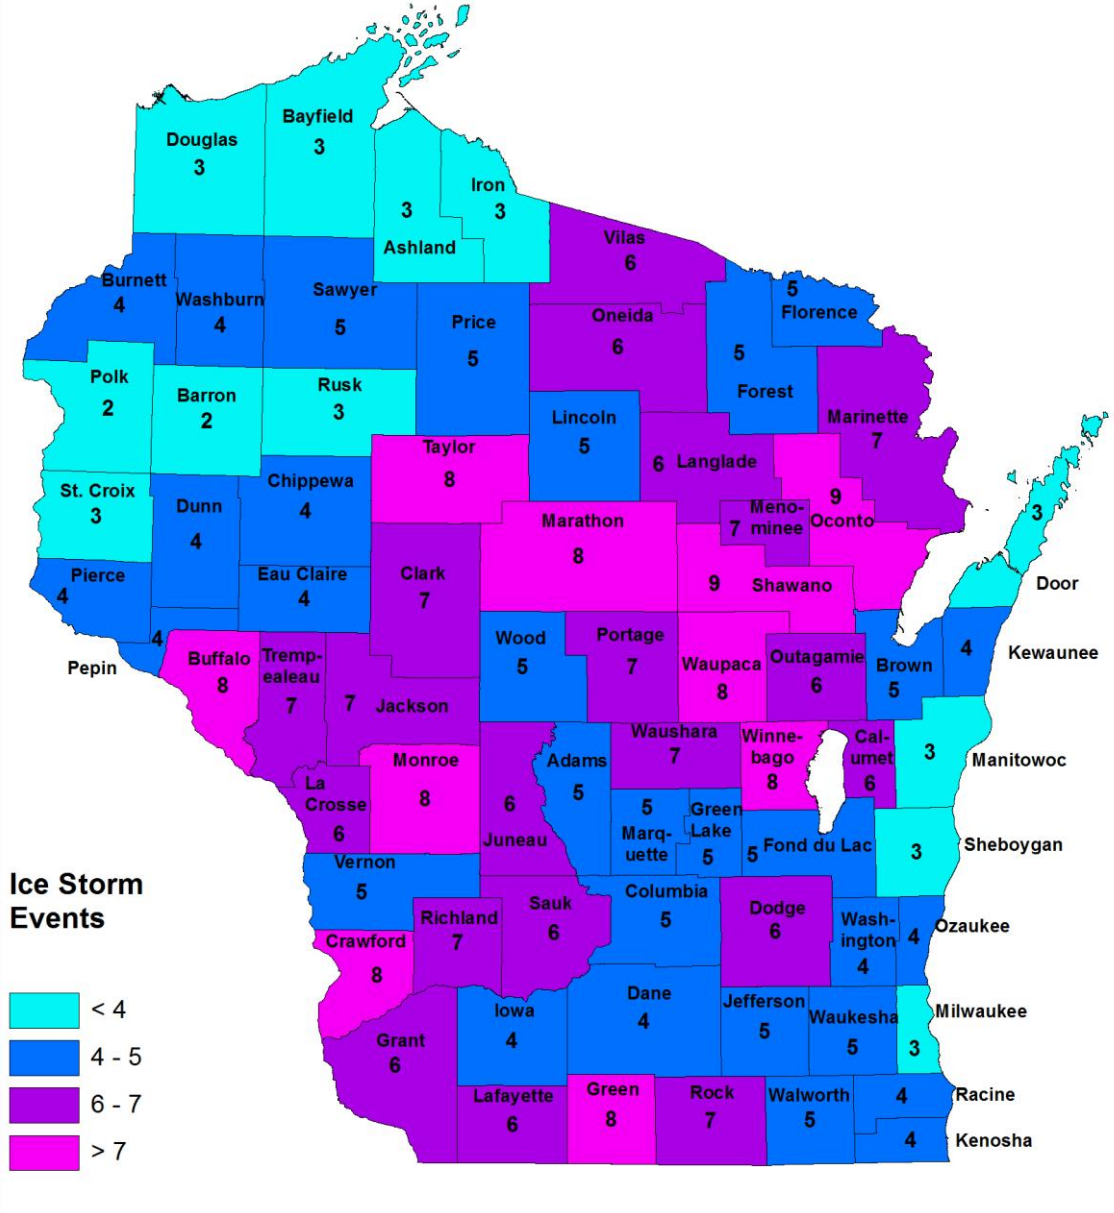 Douglas
3
Bayfield
3
3
Ashland
Iron
3
Vilas
6
Burnett
4
Washburn
4
Sawyer
5
Price
5
Oneida
6
5
Florence
5
Forest
Polk
2
Barron
2
Rusk
3
Lincoln
5
Marinette
7
Taylor
8
6 Langlade
9
Oconto
St. Croix
3
Dunn
4
Chippewa
4
Marathon
8
7
Meno-
minee
3
Door
Pierce
4
Eau Claire
4
Clark
7
9 Shawano
4
Pepin
Buffalo
8
Tremp-
ealeau
7
7 Jackson
Wood
5
Portage
7
Waupaca
8
Outagamie
6
Brown
5
4
Kewaunee
Monroe
8
La
Crosse
6
6
Juneau
Adams
5
Waushara
7
Winne-
bago
8
Cal-
umet
6
3
Manitowoc
5
Marq-
uette
Green
Lake
5
5 Fond du Lac
3
Sheboygan
Vernon
5
Richland
7
Sauk
6
Columbia
5
Dodge
6
Wash-
ington
4
4
Ozaukee
Crawford
8
Grant
6
Iowa
4
Dane
4
Jefferson
5
Waukesha
5
3
Milwaukee
Lafayette
6
Green
8
Rock
7
Walworth
5
4
Racine
4
Kenosha
Ice Storm
Events
< 4
4 - 5
6 - 7
> 7